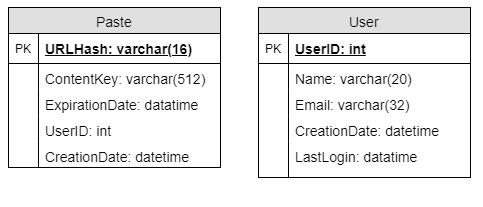 Paste
PK URLHash: varchar(16)
ContentKey: varchar(512)
ExpirationDate: datatime
UserID: int
CreationDate: datetime
User
PK UserID: int
Name: varchar(20)
Email: varchar(32)
CreationDate: datetime
LastLogin: datatime